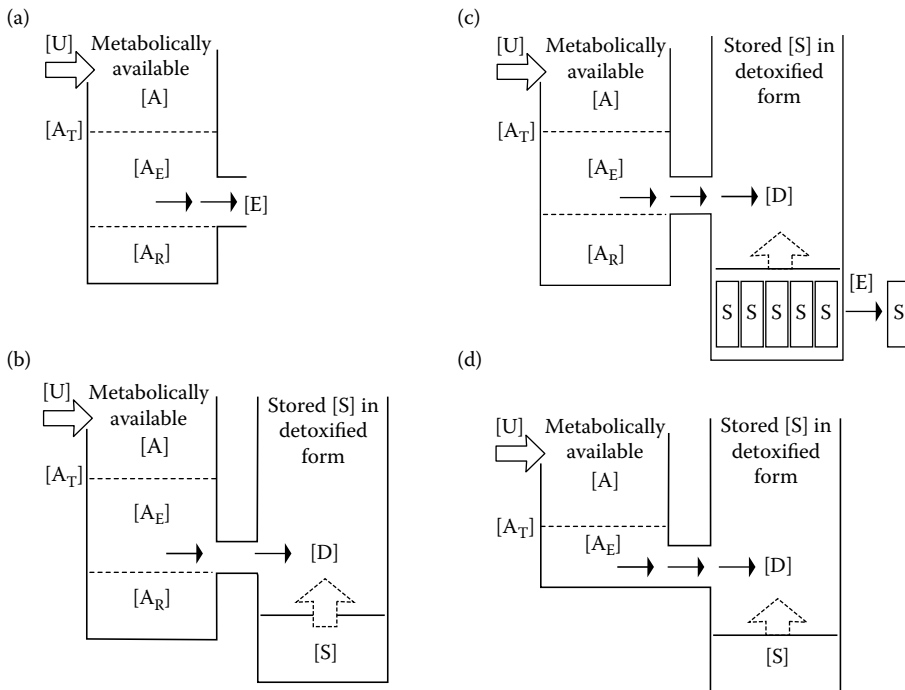 (a)
[U]
Metabolically
available
[A]
[A_T]
[A_E]
[E]
[A_R]
(b)
[U]
Metabolically
available
[A]
Stored [S] in
detoxified
form
[A_T]
[A_E]
[D]
[A_R]
[S]
(c)
[U]
Metabolically
available
[A]
Stored [S] in
detoxified
form
[A_T]
[A_E]
[D]
[A_R]
[E]
S S S S S S
(d)
[U]
Metabolically
available
[A]
Stored [S] in
detoxified
form
[A_T]
[A_E]
[D]
[S]